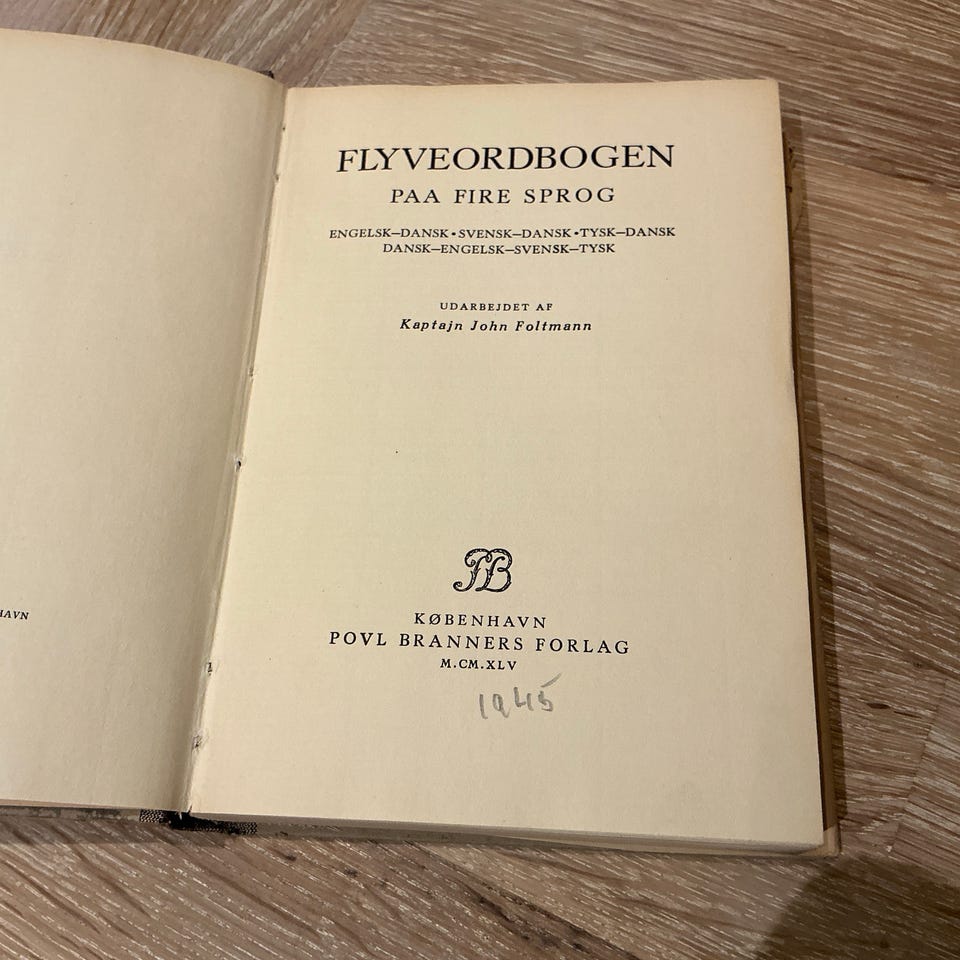 FLYVEORDBOGEN
PAA FIRE SPROG
ENGELSK—DANSK • SVENSK—DANSK • TYSK—DANSK
DANSK—ENGELSK—SVENSK—TYSK
UDARBEJDET AF
Kaptajn John Foltmann
PB
KØBENHAVN
POVL BRANNERS FORLAG
M.CM.XLV
1945
HAVN